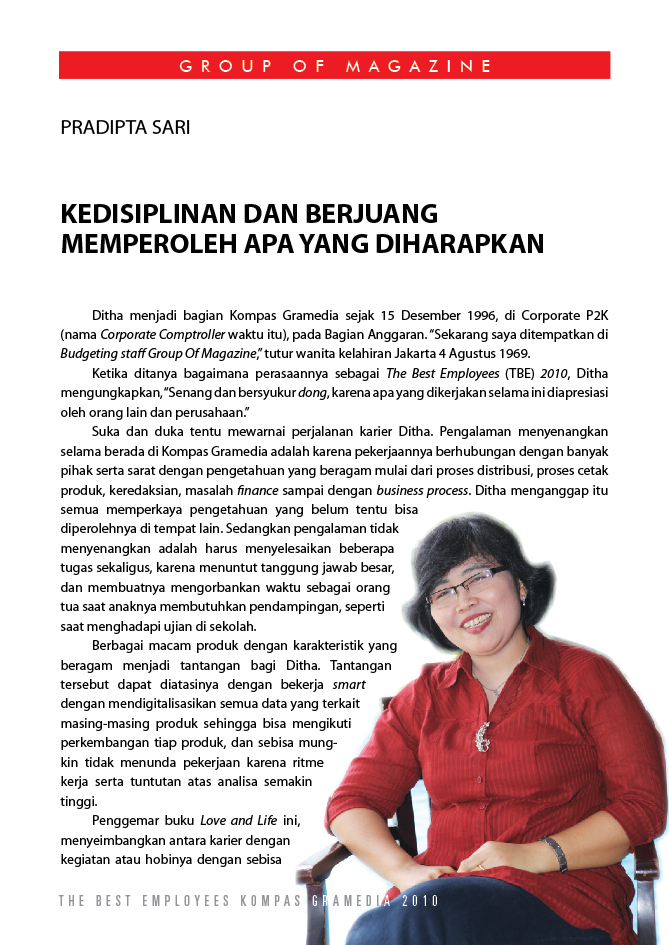 GROUP OF MAGAZINE
PRADIPTA SARI
KEDISIPLINAN DAN BERJUANG
MEMPEROLEH APA YANG DIHARAPKAN
Ditha menjadi bagian Kompas Gramedia sejak 15 Desember 1996, di Corporate P2K
(nama Corporate Comptroller waktu itu), pada Bagian Anggaran. “Sekarang saya ditempatkan di
Budgeting staff Group Of Magazine,” tutur wanita kelahiran Jakarta 4 Agustus 1969.
Ketika ditanya bagaimana perasaannya sebagai The Best Employees (TBE) 2010, Ditha
mengungkapkan, “Senang dan bersyukur dong, karena apa yang dikerjakan selama ini diapresiasi
oleh orang lain dan perusahaan.”
Suka dan duka tentu mewarnai perjalanan karier Ditha. Pengalaman menyenangkan
selama berada di Kompas Gramedia adalah karena pekerjaannya berhubungan dengan banyak
pihak serta sarat dengan pengetahuan yang beragam mulai dari proses distribusi, proses cetak
produk, keredaksian, masalah finance sampai dengan business process. Ditha menganggap itu
semua memperkaya pengetahuan yang belum tentu bisa
diperolehnya di tempat lain. Sedangkan pengalaman tidak
menyenangkan adalah harus menyelesaikan beberapa
tugas sekaligus, karena menuntut tanggung jawab besar,
dan membuatnya mengorbankan waktu sebagai orang
tua saat anaknya membutuhkan pendampingan, seperti
saat menghadapi ujian di sekolah.
Berbagai macam produk dengan karakteristik yang
beragam menjadi tantangan bagi Ditha. Tantangan
tersebut dapat diatasinya dengan bekerja smart
dengan mendigitalisasikan semua data yang terkait
masing-masing produk sehingga bisa mengikuti
perkembangan tiap produk, dan sebisa mung-
kin tidak menunda pekerjaan karena ritme
kerja serta tuntutan atas analisa semakin
tinggi.
Penggemar buku Love and Life ini,
menyeimbangkan antara karier dengan
kegiatan atau hobinya dengan sebisa
THE BEST EMPLOYEES KOMPAS GRAMEDIA 2010